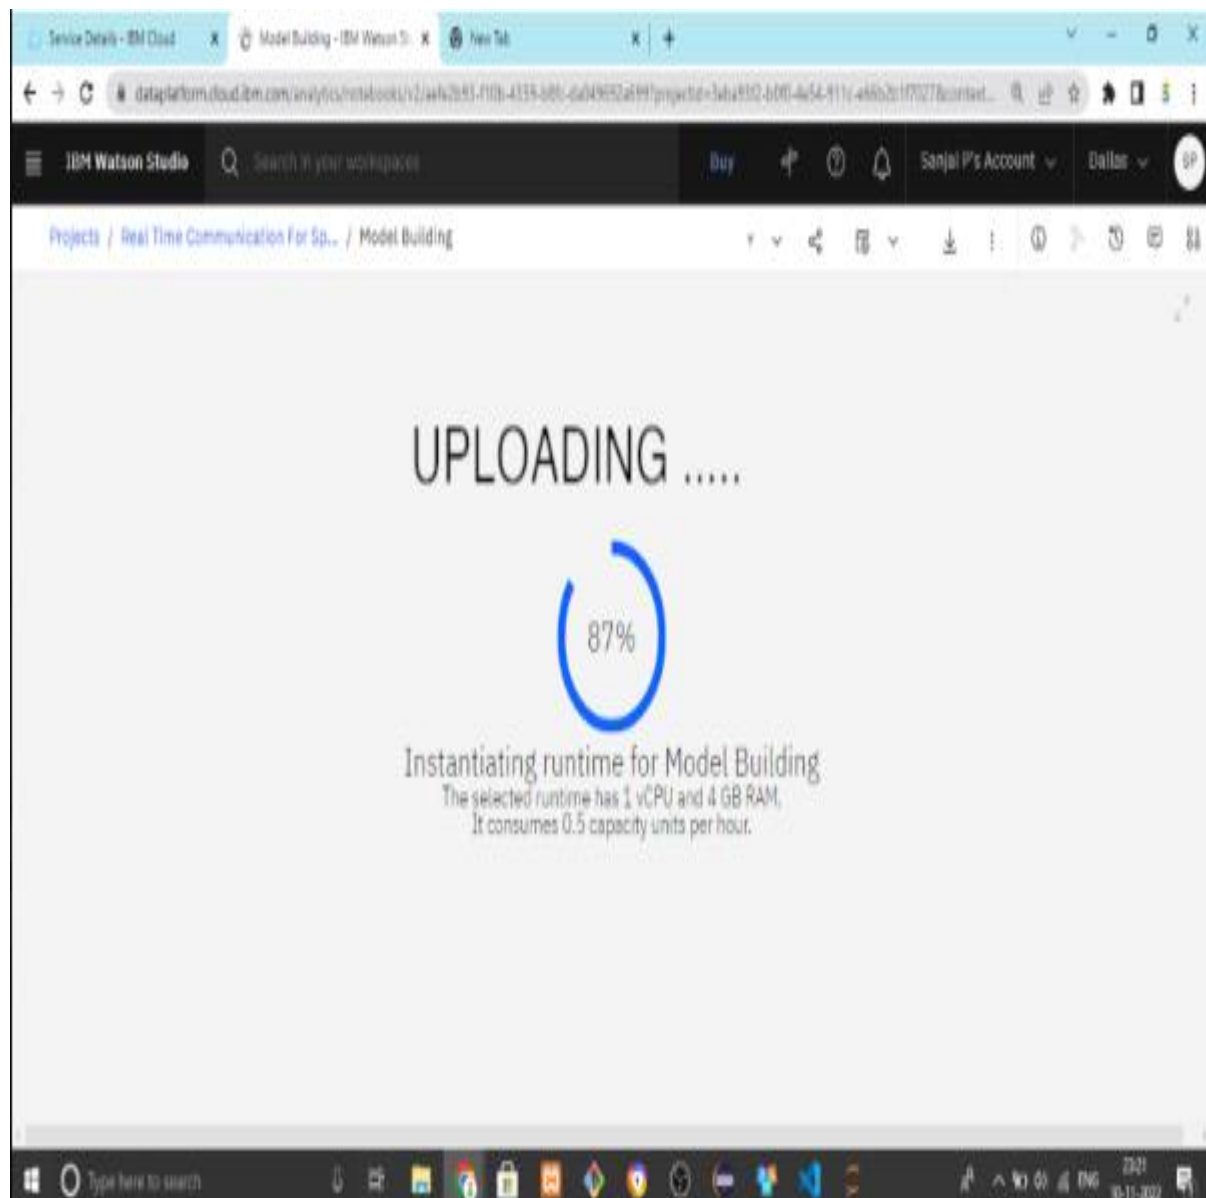 Service Details - IBM Cloud
Model Building - IBM Watson St
New Tab
IBM Watson Studio
Search in your workspaces
Buy
Sanjai P's Account
Dallas
Projects / Real Time Communication For Sp... / Model Building
UPLOADING .....
87%
Instantiating runtime for Model Building
The selected runtime has 1 vCPU and 4 GB RAM.
It consumes 0.5 capacity units per hour.
Type here to search
ENG
23:21